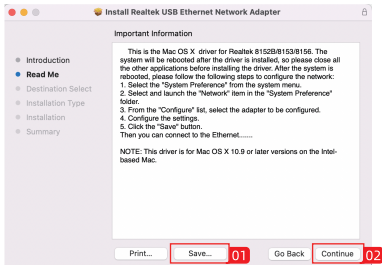 Install Realtek USB Ethernet Network Adapter
Important Information
Introduction
Read Me
Destination Select
Installation Type
Installation
Summary
This is the Mac OS X driver for Realtek 8152B/8153/8156. The
system will be rebooted after the driver is installed, so please close all
the other applications before installing the driver. After the system is
rebooted, please follow the following steps to configure the network:
1. Select the "System Preference" from the system menu.
2. Select and launch the "Network" item in the "System Preference"
folder.
3. From the "Configure" list, select the adapter to be configured.
4. Configure the settings.
5. Click the "Save" button.
Then you can connect to the Ethernet.......
NOTE: This driver is for Mac OS X 10.9 or later versions on the Intel-
based Mac.
Print... Save... 01 Go Back Continue 02